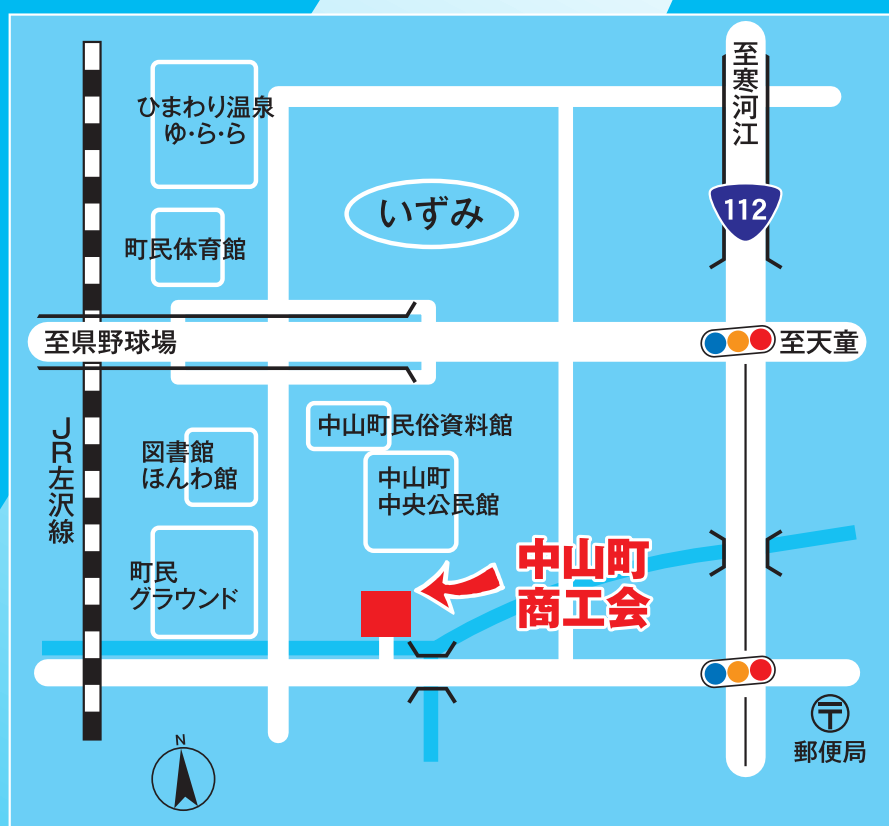 至寒河江
ひまわり温泉
ゆ・ら・ら
112
いずみ
町民体育館
至県野球場
至天童
JR左沢線
中山町民俗資料館
図書館
ほんわ館
中山町
中央公民館
中山町
商工会
町民
グラウンド
〒
郵便局
N